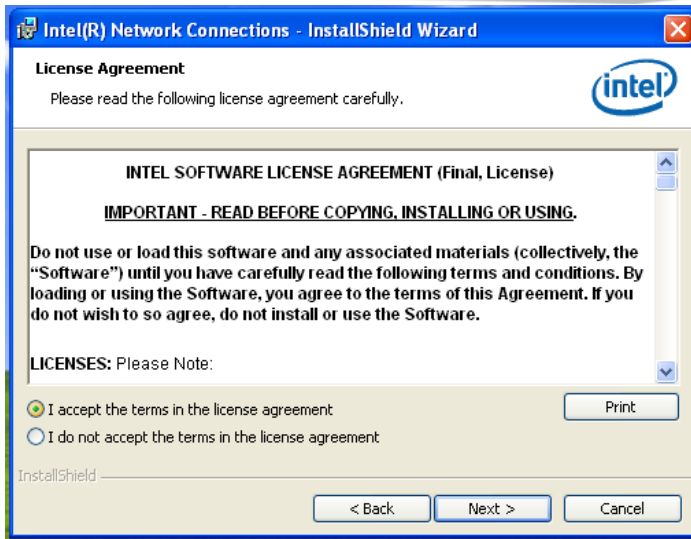 Intel(R) Network Connections - InstallShield Wizard
License Agreement
Please read the following license agreement carefully.
intel
INTEL SOFTWARE LICENSE AGREEMENT (Final, License)
IMPORTANT - READ BEFORE COPYING, INSTALLING OR USING.
Do not use or load this software and any associated materials (collectively, the
“Software”) until you have carefully read the following terms and conditions. By
loading or using the Software, you agree to the terms of this Agreement. If you
do not wish to so agree, do not install or use the Software.
LICENSES: Please Note:
I accept the terms in the license agreement
Print
I do not accept the terms in the license agreement
InstallShield
< Back
Next >
Cancel